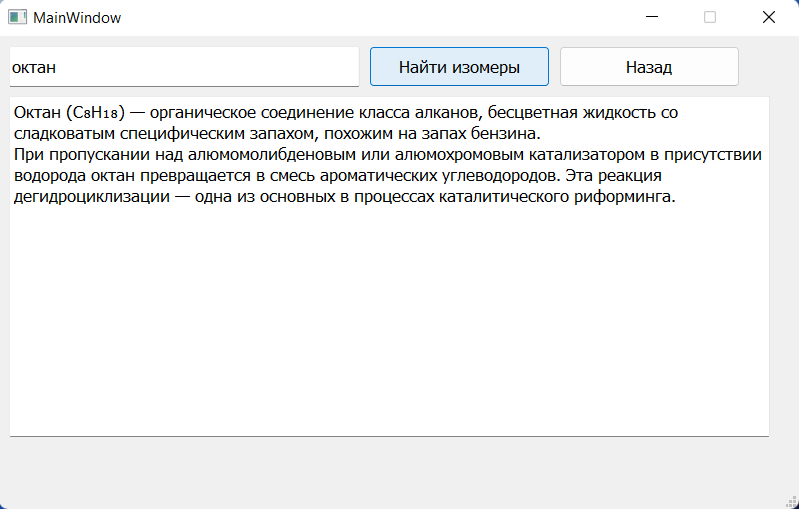 MainWindow
октан
Найти изомеры
Назад
Октан (C₈H₁₈) — органическое соединение класса алканов, бесцветная жидкость со
сладковатым специфическим запахом, похожим на запах бензина.
При пропускании над алюмомолибденовым или алюмохромовым катализатором в присутствии
водорода октан превращается в смесь ароматических углеводородов. Эта реакция
дегидроциклизации — одна из основных в процессах каталитического риформинга.